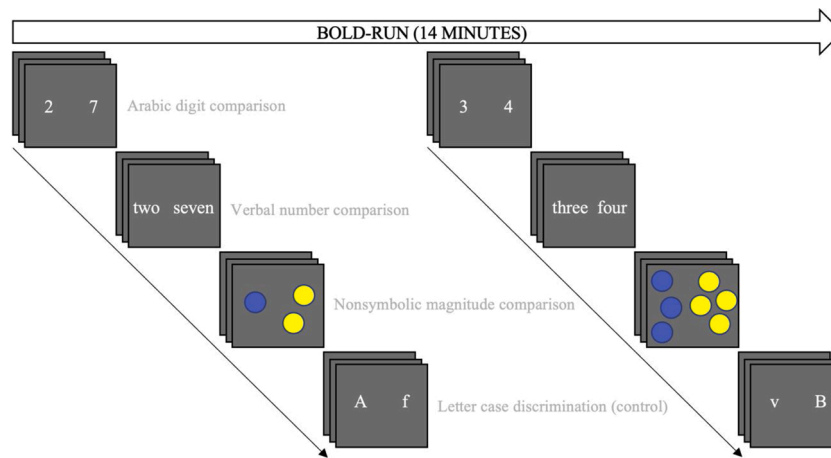 BOLD-RUN (14 MINUTES)
2 7
Arabic digit comparison
two seven
Verbal number comparison
Nonsymbolic magnitude comparison
A f
Letter case discrimination (control)
3 4
three four
v B